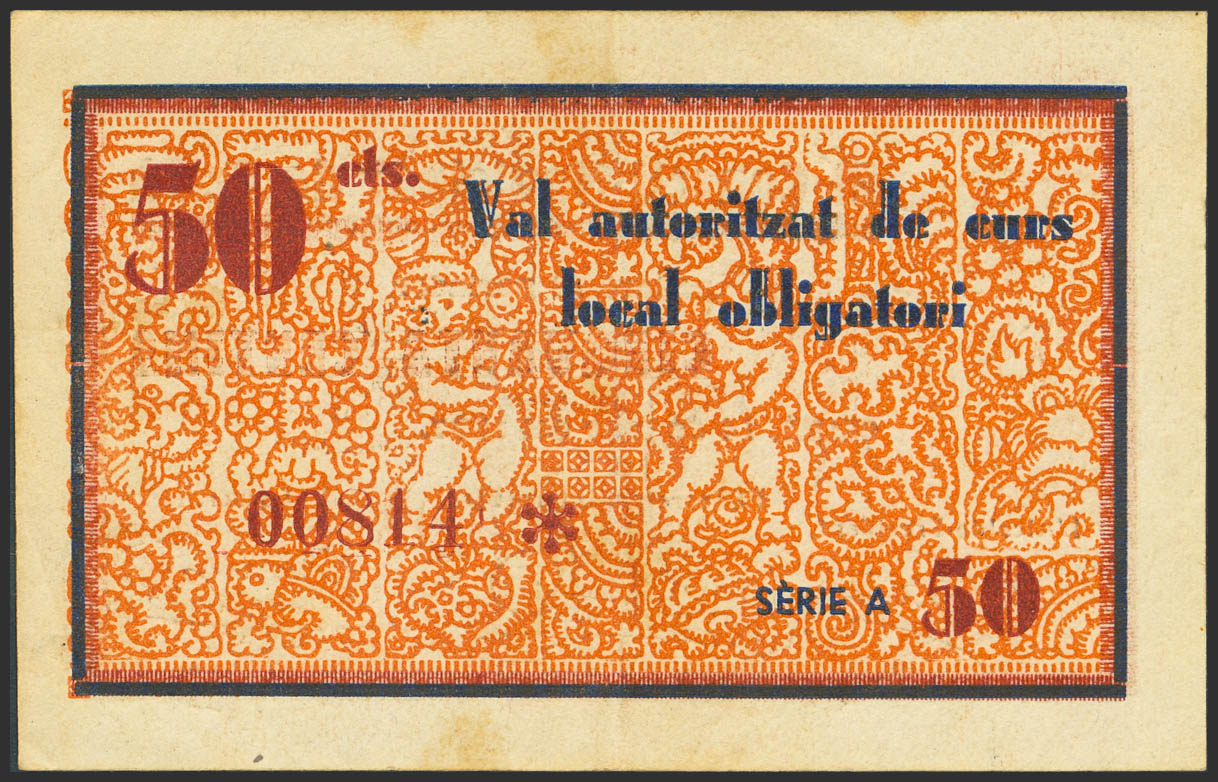 50 cts.
Val autoritzat de curs
local obligatori
00814 *
SÈRIE A 50